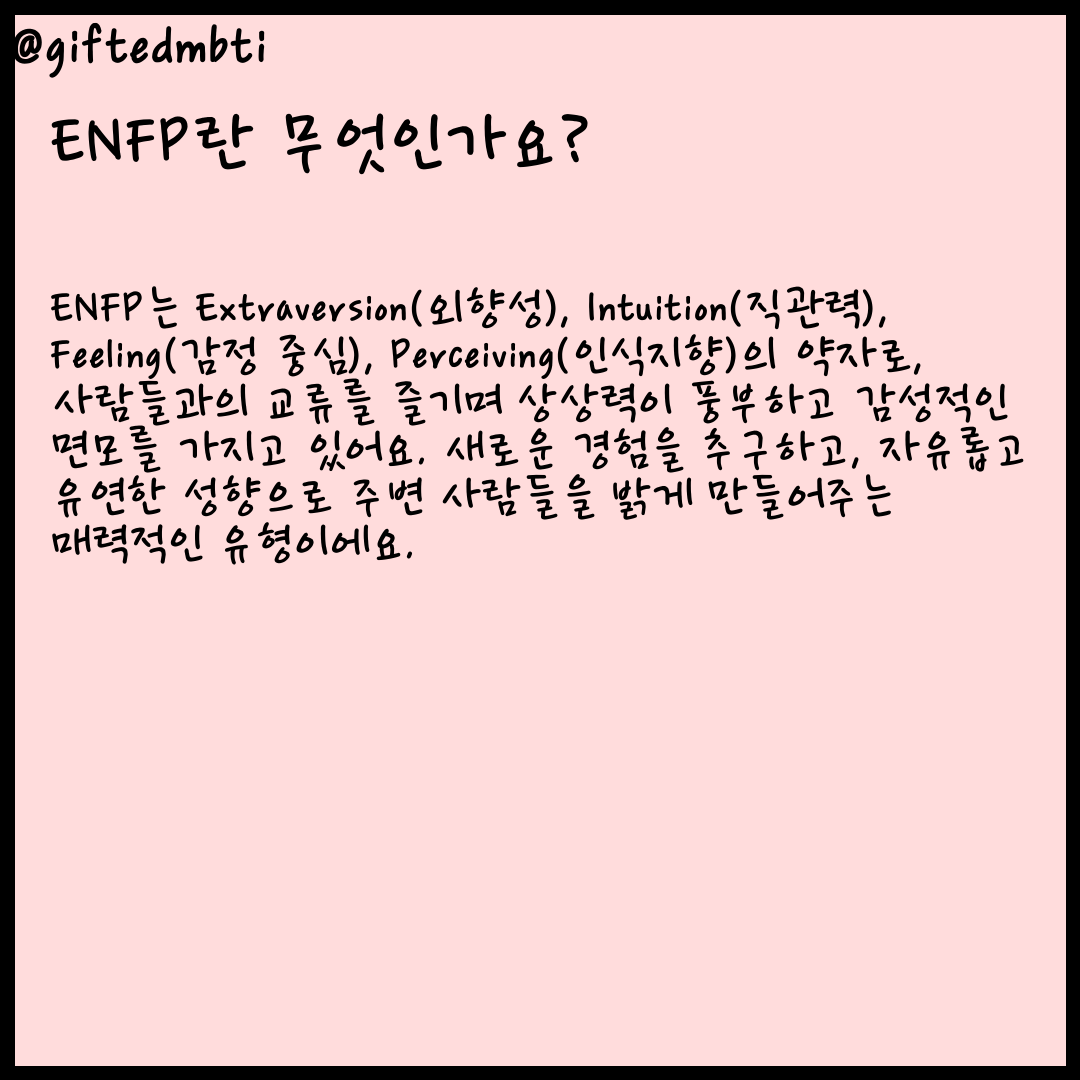 @giftedmbti
ENFP란 무엇인가요?
ENFP는 Extraversion(외향성), Intuition(직관력),
Feeling(감정 중심), Perceiving(인식지향)의 약자로,
사람들과의 교류를 즐기며 상상력이 풍부하고 감성적인
면모를 가지고 있어요. 새로운 경험을 추구하고, 자유롭고
유연한 성향으로 주변 사람들을 밝게 만들어주는
매력적인 유형이에요.